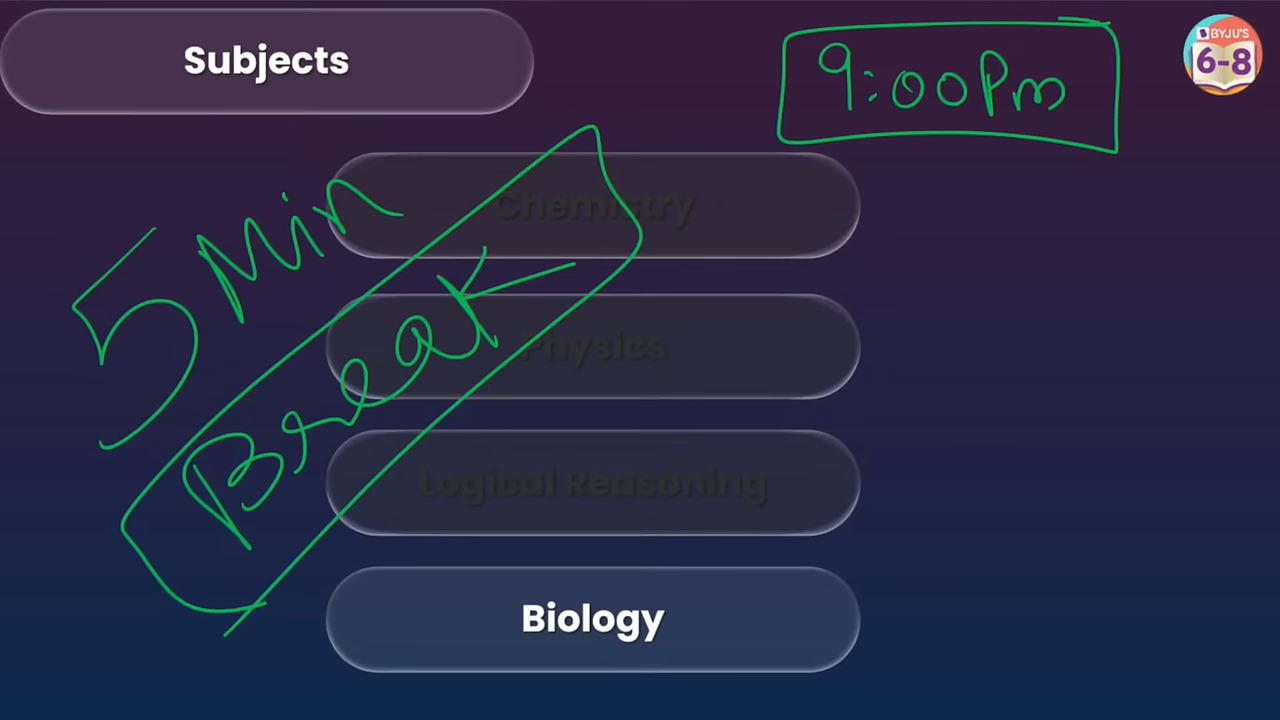 Subjects
9:00Pm
BYJU'S
6-8
Chemistry
5 Min
Break
Physics
Logical Reasoning
Biology